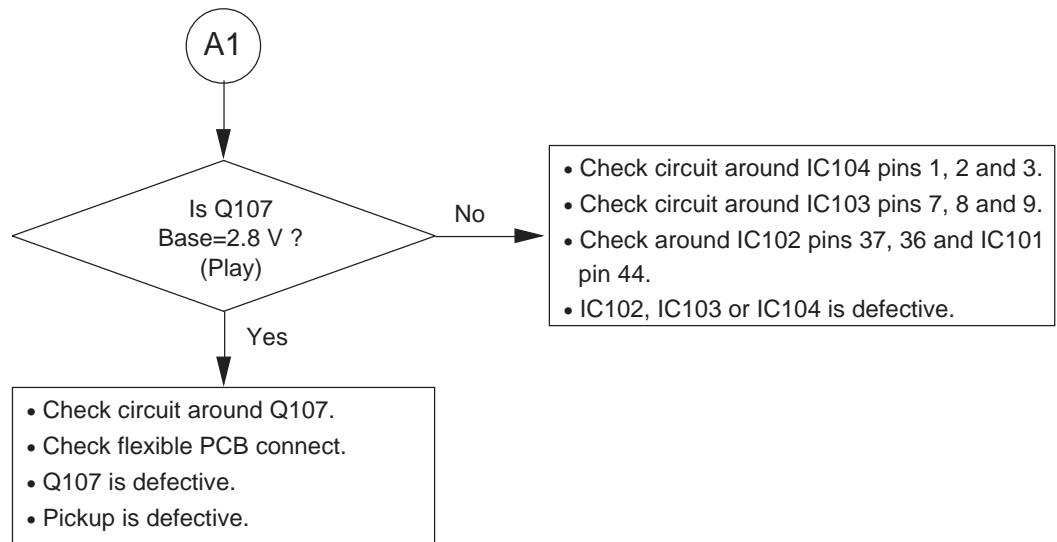 A1
Is Q107
Base=2.8 V ?
(Play)
No
• Check circuit around IC104 pins 1, 2 and 3.
• Check circuit around IC103 pins 7, 8 and 9.
• Check around IC102 pins 37, 36 and IC101
pin 44.
• IC102, IC103 or IC104 is defective.
Yes
• Check circuit around Q107.
• Check flexible PCB connect.
• Q107 is defective.
• Pickup is defective.